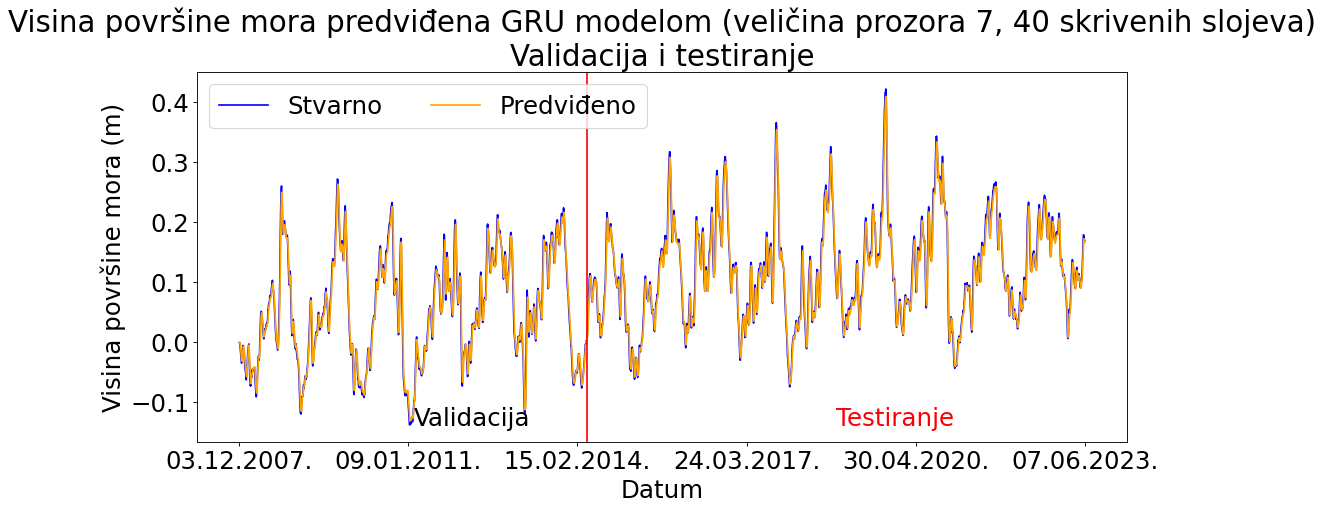 Visina površine mora predviđena GRU modelom (veličina prozora 7, 40 skrivenih slojeva)
Validacija i testiranje
Stvarno
Predviđeno
Visina površine mora (m)
0.4
0.3
0.2
0.1
0.0
−0.1
Validacija
Testiranje
03.12.2007.
09.01.2011.
15.02.2014.
24.03.2017.
30.04.2020.
07.06.2023.
Datum